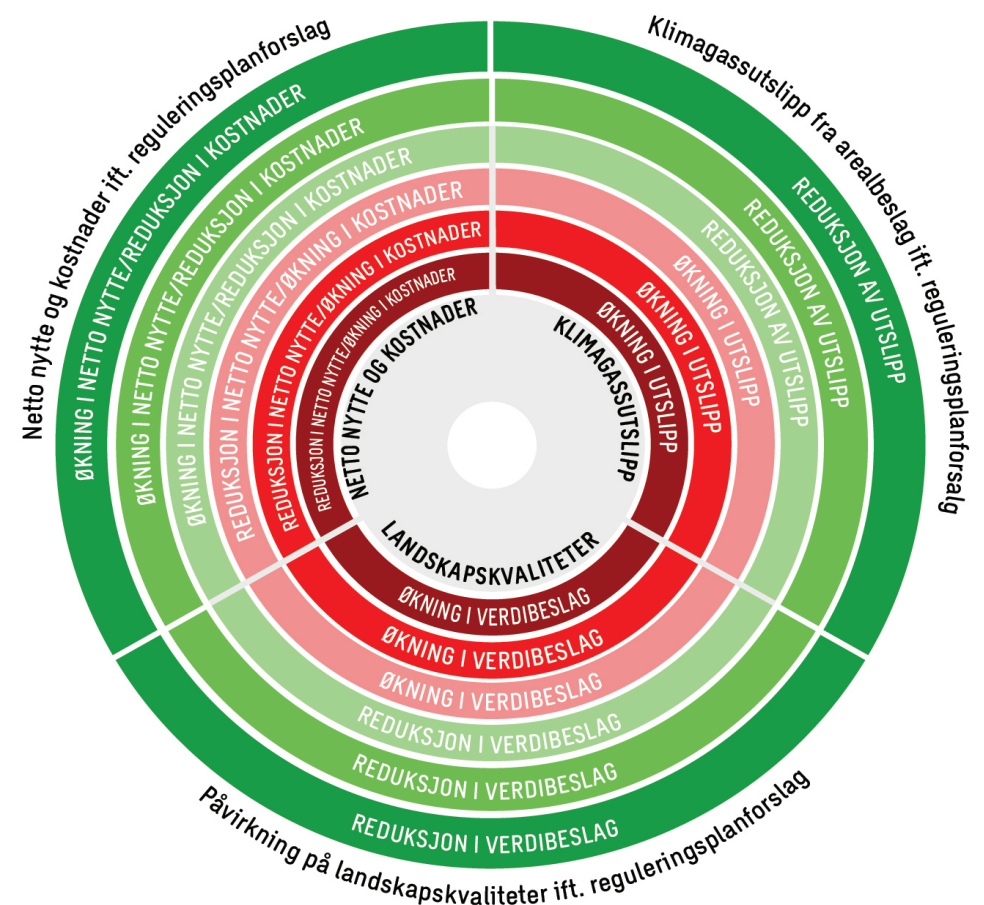 Netto nytte og kostnader ift. reguleringsplanforslag
ØKNING I NETTO NYTTE/REDUKSJON I KOSTNADER
ØKNING I NETTO NYTTE/REDUKSJON I KOSTNADER
ØKNING I NETTO NYTTE/REDUKSJON I KOSTNADER
REDUKSJON I NETTO NYTTE/ØKNING I KOSTNADER
REDUKSJON I NETTO NYTTE/ØKNING I KOSTNADER
REDUKSJON I NETTO NYTTE/ØKNING I KOSTNADER
NETTO NYTTE OG KOSTNADER
Klimagassutslipp fra arealbeslag ift. reguleringsplanforsalg
REDUKSJON AV UTSLIPP
REDUKSJON AV UTSLIPP
REDUKSJON AV UTSLIPP
ØKNING I UTSLIPP
ØKNING I UTSLIPP
ØKNING I UTSLIPP
KLIMAGASSUTSLIPP
LANDSKAPSKVALITETER
ØKNING I VERDIBESLAG
ØKNING I VERDIBESLAG
ØKNING I VERDIBESLAG
REDUKSJON I VERDIBESLAG
REDUKSJON I VERDIBESLAG
REDUKSJON I VERDIBESLAG
Påvirkning på landskapskvaliteter ift. reguleringsplanforslag